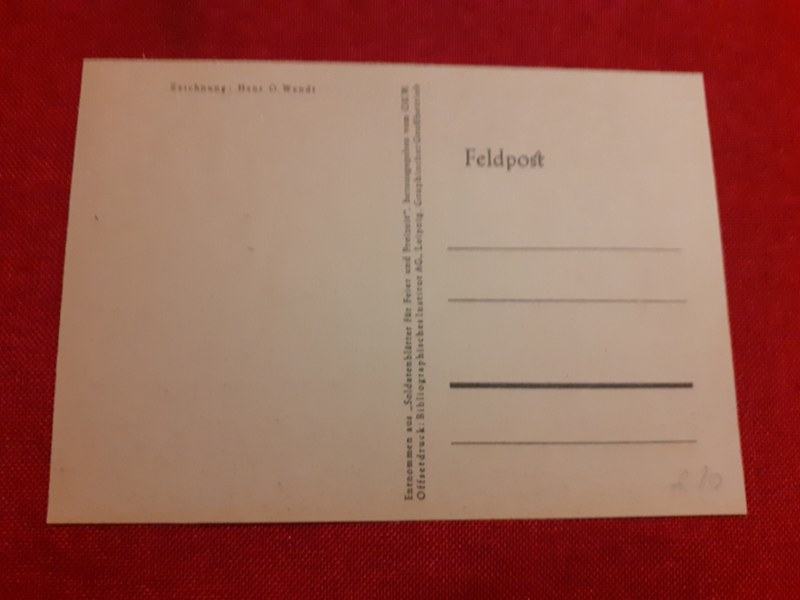 Zeichnung: Hans O. Wendt
Entnommen aus „Soldatenblätter für Feier und Freizeit“, herausgegeben vom OKW.
Offsetdruck: Bibliographisches Institut AG., Leipzig, Graphischer Großbetrieb
Feldpost